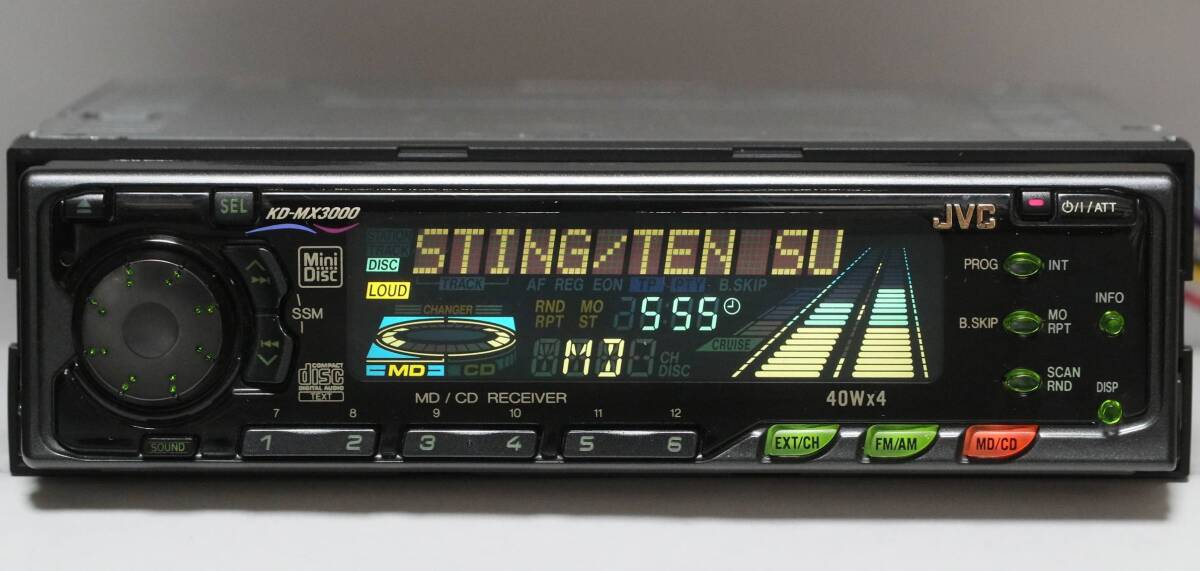 SEL
KD-MX3000
JVC
⏻/I/ATT
Mini
Disc
SSM
COMPACT
disc
DIGITAL AUDIO
TEXT
DISC
STING/TEN SU
TRACK
AF REG EON TP PTY B.SKIP
LOUD
CHANGER
RND MO
RPT ST
5:55
MD CD
MD
CH
DISC
CRUISE
MD / CD RECEIVER
40Wx4
PROG INT
B.SKIP MO
RPT
SCAN
RND
INFO
DISP
7 8 9 10 11 12
SOUND
1 2 3 4 5 6
EXT/CH
FM/AM
MD/CD